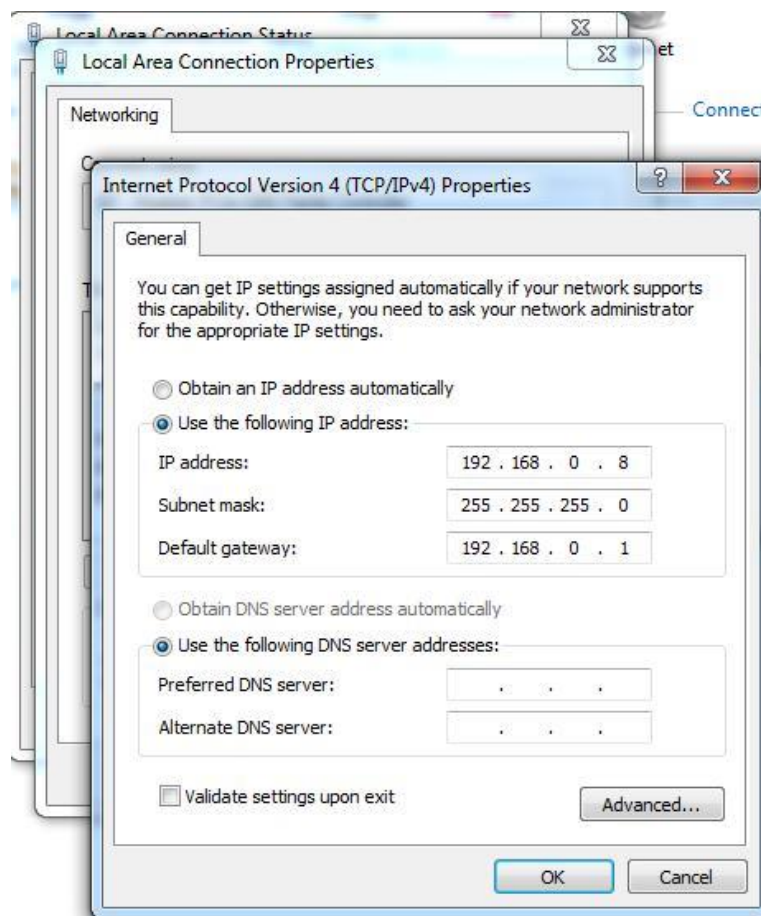 Local Area Connection Status
et
Local Area Connection Properties
Connect
Networking
Internet Protocol Version 4 (TCP/IPv4) Properties
General
You can get IP settings assigned automatically if your network supports
this capability. Otherwise, you need to ask your network administrator
for the appropriate IP settings.
Obtain an IP address automatically
Use the following IP address:
IP address:
192 . 168 . 0 . 8
Subnet mask:
255 . 255 . 255 . 0
Default gateway:
192 . 168 . 0 . 1
Obtain DNS server address automatically
Use the following DNS server addresses:
Preferred DNS server:
. . .
Alternate DNS server:
. . .
Validate settings upon exit
Advanced...
OK
Cancel